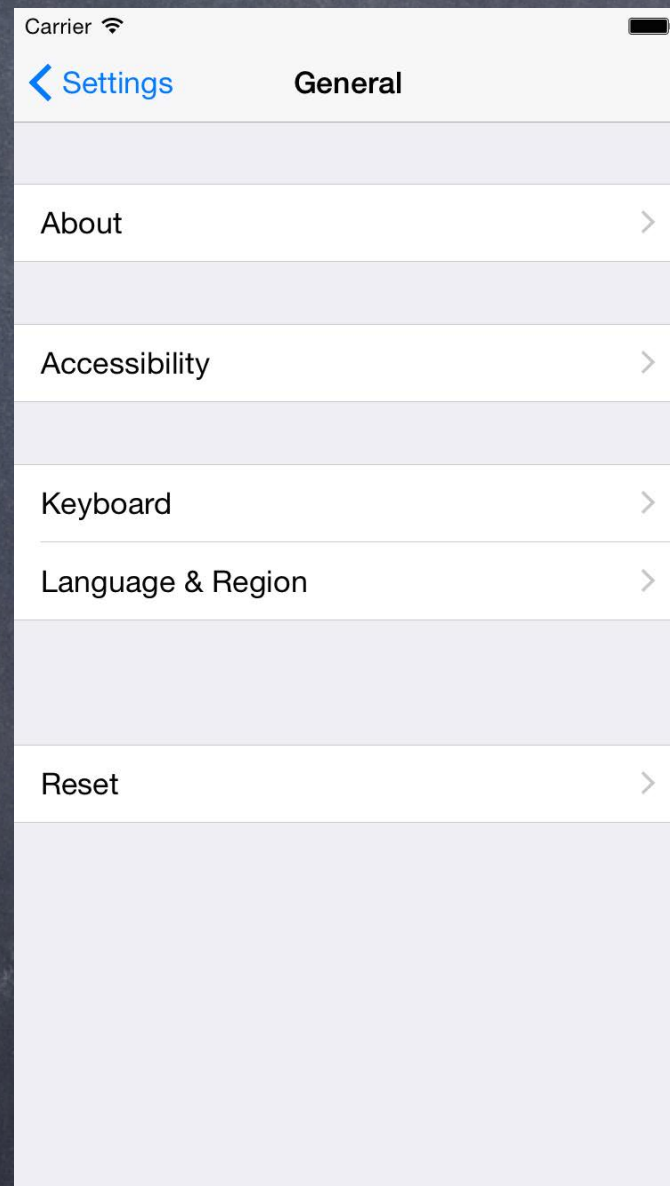 Carrier
Settings
General
About
Accessibility
Keyboard
Language & Region
Reset